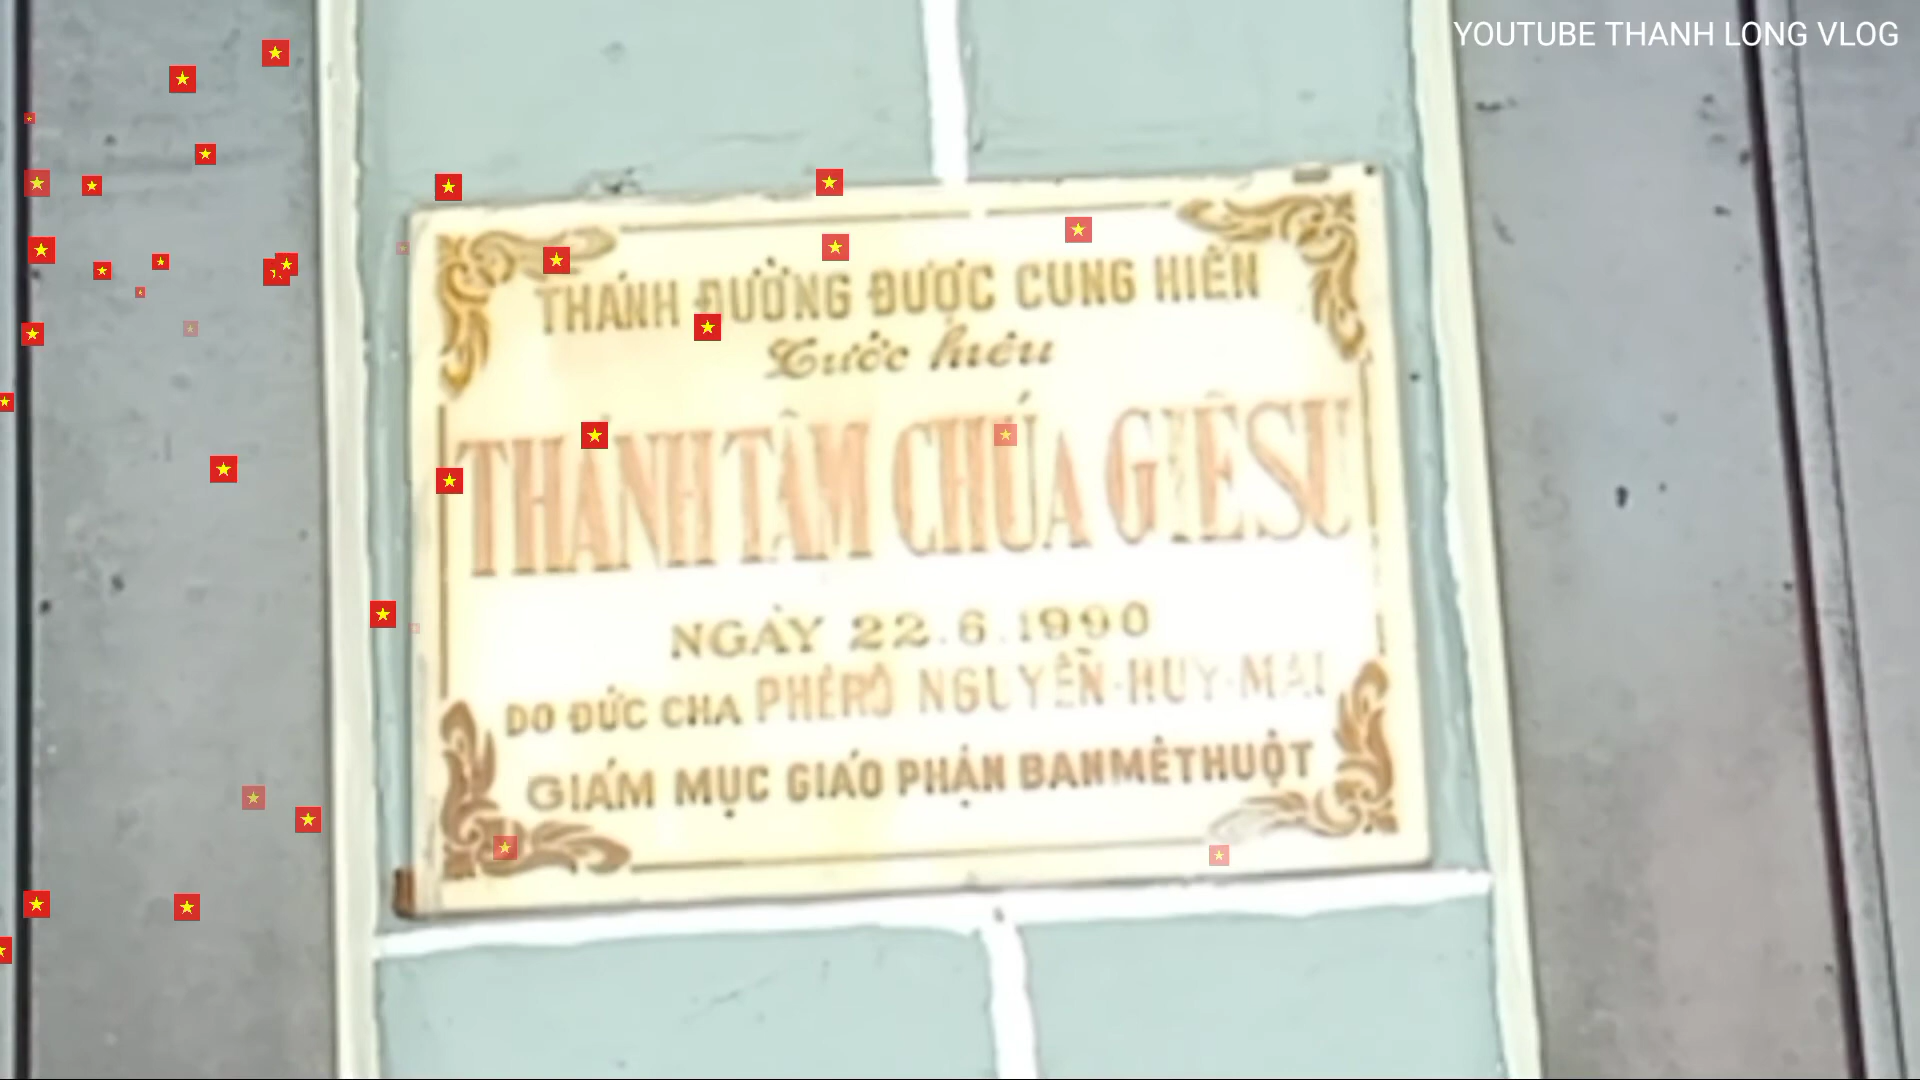 YOUTUBE THANH LONG VLOG
THÁNH ĐƯỜNG ĐƯỢC CUNG HIẾN
Tước hiệu
THÁNH TÂM CHÚA GIÊSU
NGÀY 22.6.1990
DO ĐỨC CHA PHÊRÔ NGUYỄN-HUY-MAI
GIÁM MỤC GIÁO PHẬN BANMÊTHUỘT